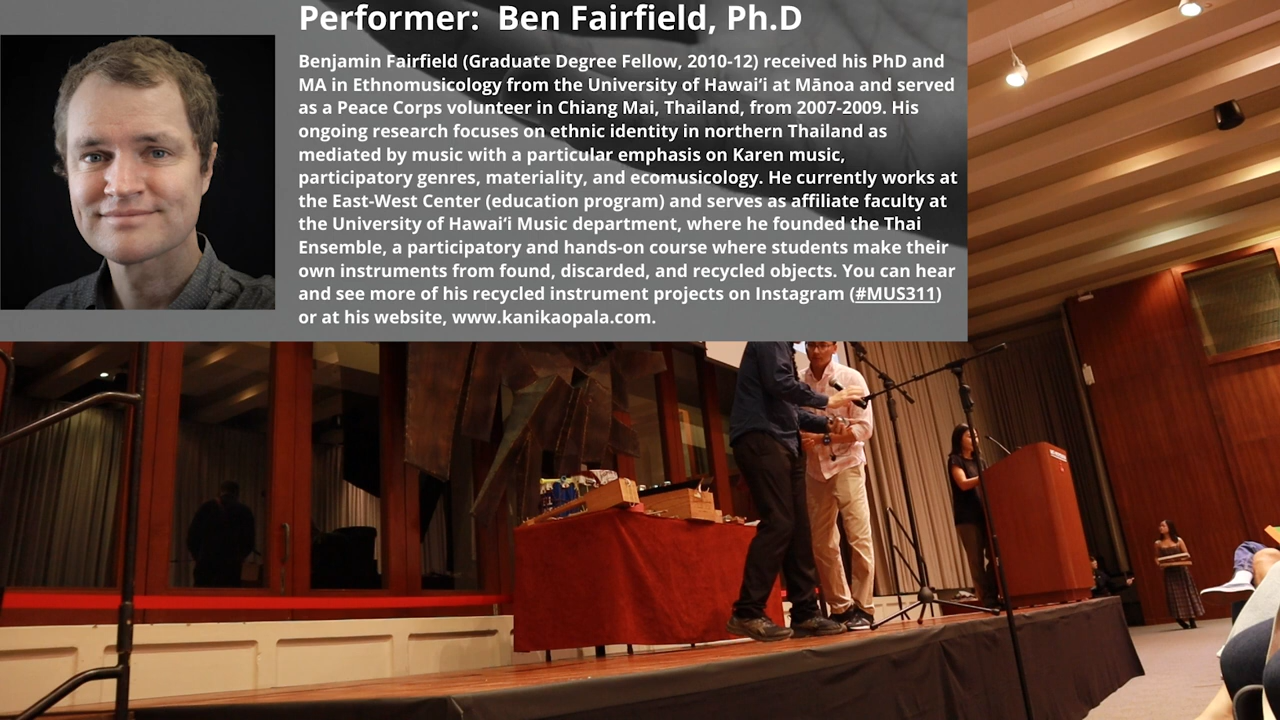 Performer:  Ben Fairfield, Ph.D
Benjamin Fairfield (Graduate Degree Fellow, 2010-12) received his PhD and
MA in Ethnomusicology from the University of Hawaiʻi at Mānoa and served
as a Peace Corps volunteer in Chiang Mai, Thailand, from 2007-2009. His
ongoing research focuses on ethnic identity in northern Thailand as
mediated by music with a particular emphasis on Karen music,
participatory genres, materiality, and ecomusicology. He currently works at
the East-West Center (education program) and serves as affiliate faculty at
the University of Hawaiʻi Music department, where he founded the Thai
Ensemble, a participatory and hands-on course where students make their
own instruments from found, discarded, and recycled objects. You can hear
and see more of his recycled instrument projects on Instagram (#MUS311)
or at his website, www.kanikaopala.com.